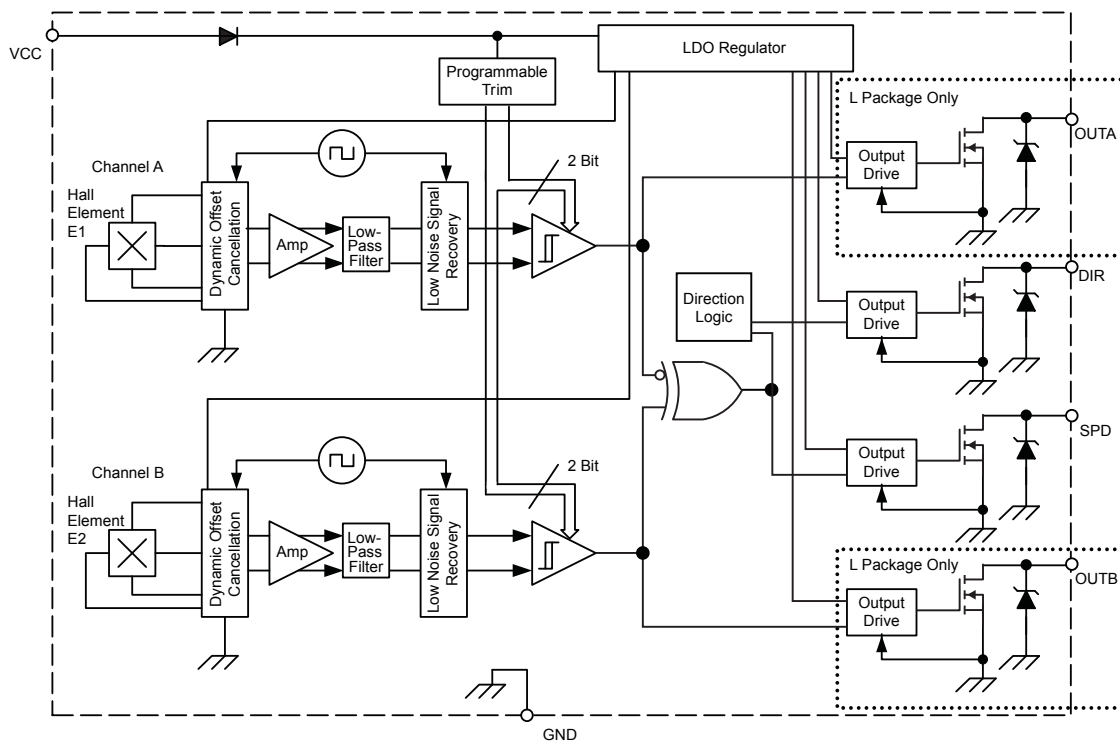 VCC
LDO Regulator
Programmable
Trim
L Package Only
OUTA
Output
Drive
2 Bit
Channel A
Hall
Element
E1
Dynamic Offset
Cancellation
Amp
Low-
Pass
Filter
Low Noise Signal
Recovery
DIR
Direction
Logic
Output
Drive
SPD
Output
Drive
2 Bit
Channel B
Hall
Element
E2
Dynamic Offset
Cancellation
Amp
Low-
Pass
Filter
Low Noise Signal
Recovery
L Package Only
OUTB
Output
Drive
GND